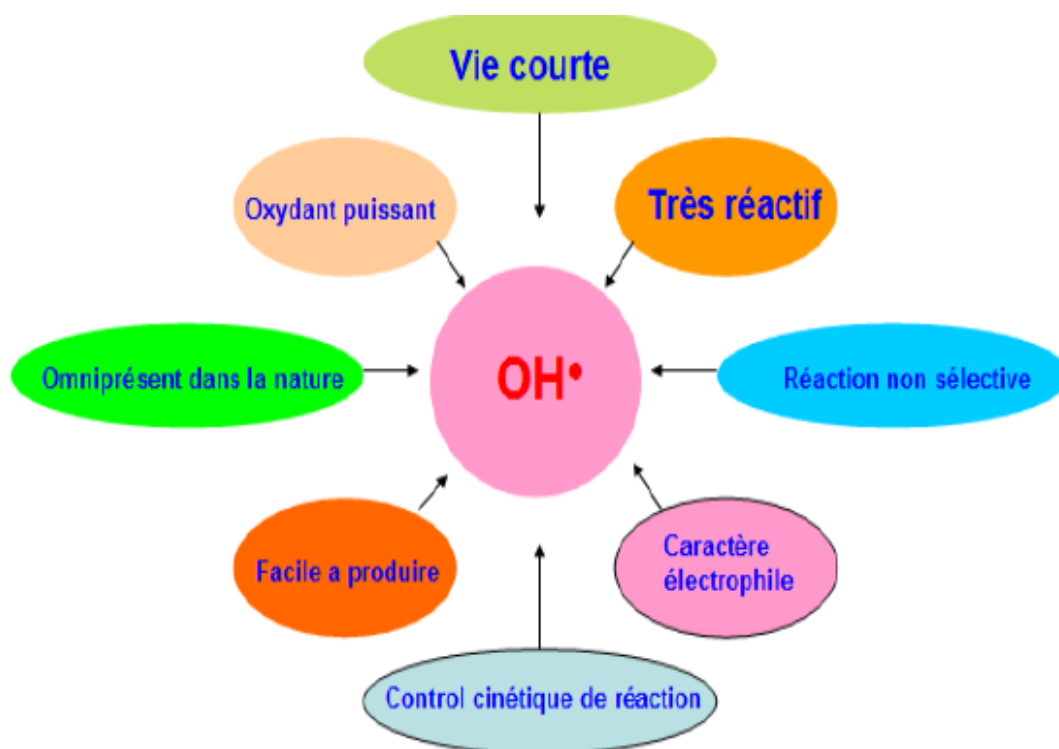 Vie courte
Oxydant puissant
Très réactif
Omniprésent dans la nature
OH•
Réaction non sélective
Facile a produire
Caractère
électrophile
Control cinétique de réaction